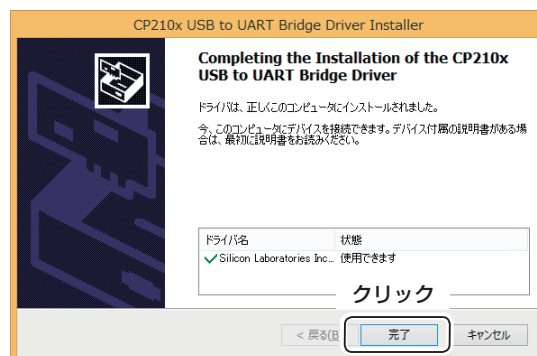 CP210x USB to UART Bridge Driver Installer
Completing the Installation of the CP210x
USB to UART Bridge Driver
ドライバは、正しくこのコンピュータにインストールされました。
今、このコンピュータにデバイスを接続できます。デバイス付属の説明書がある場
合は、最初に説明書をお読みください。
ドライバ名 状態
Silicon Laboratories Inc... 使用できます
クリック
< 戻る(B 完了 キャンセル